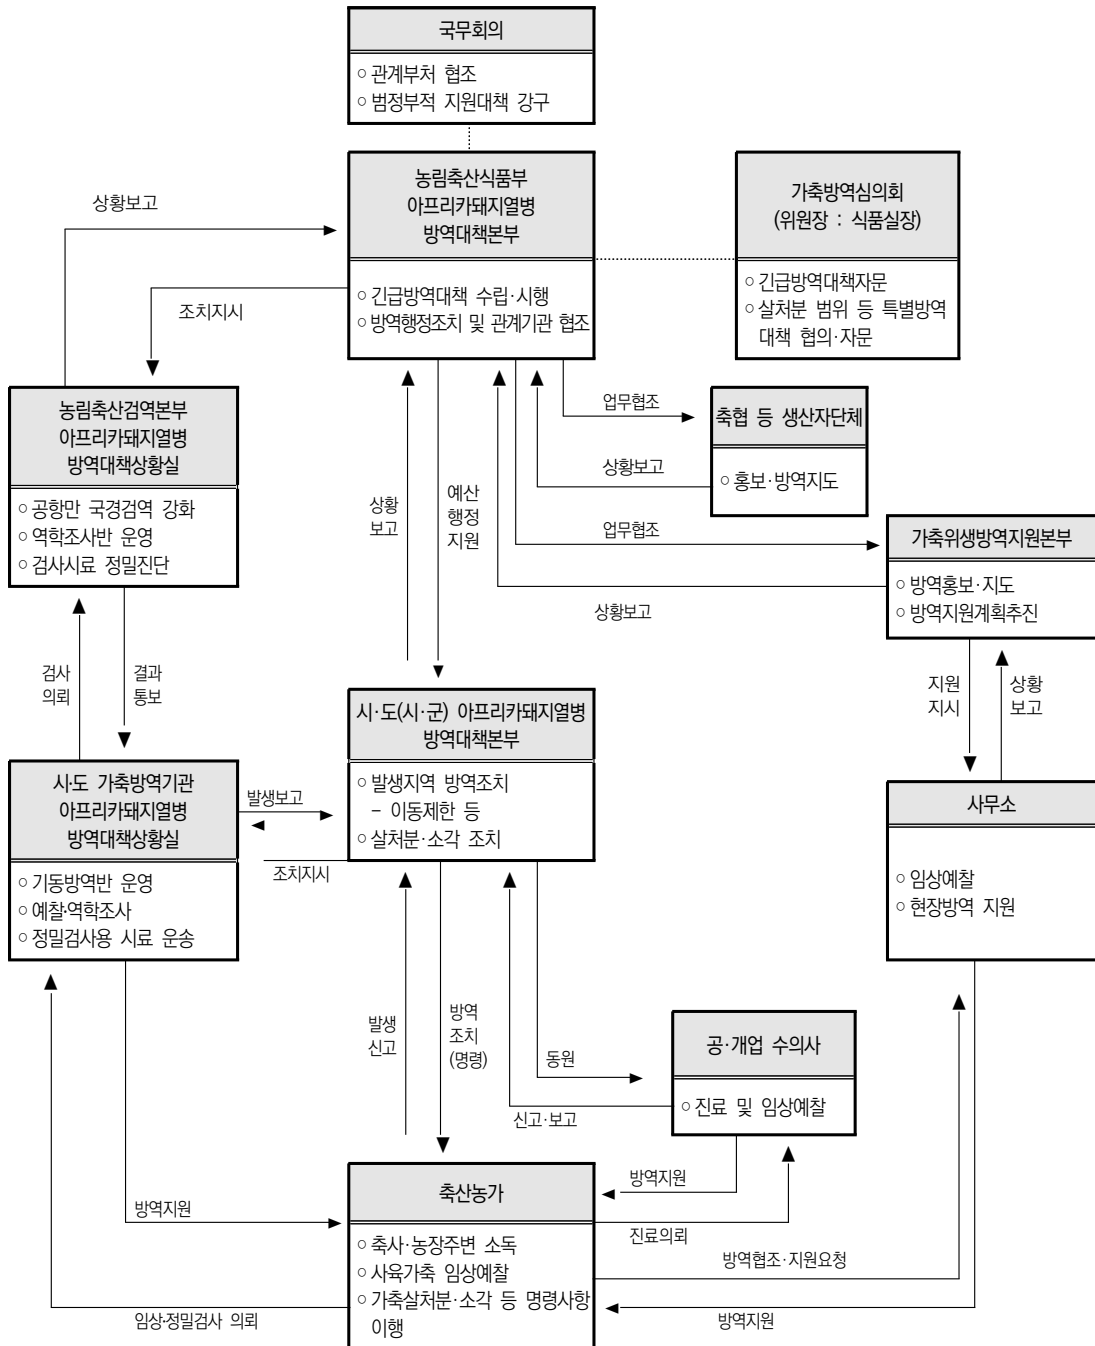 국무회의
○ 관계부처 협조
○ 범정부적 지원대책 강구
농림축산식품부
아프리카돼지열병
방역대책본부
○ 긴급방역대책 수립·시행
○ 방역행정조치 및 관계기관 협조
가축방역심의회
(위원장 : 식품실장)
○ 긴급방역대책자문
○ 살처분 범위 등 특별방역
대책 협의·자문
상황보고
조치지시
농림축산검역본부
아프리카돼지열병
방역대책상황실
○ 공항만 국경검역 강화
○ 역학조사반 운영
○ 검사시료 정밀진단
상황
보고
예산
행정
지원
업무협조
상황보고
축협 등 생산자단체
○ 홍보·방역지도
업무협조
상황보고
가축위생방역지원본부
○ 방역홍보·지도
○ 방역지원계획추진
검사
의뢰
결과
통보
지원
지시
상황
보고
시·도(시·군) 아프리카돼지열병
방역대책본부
○ 발생지역 방역조치
- 이동제한 등
○ 살처분·소각 조치
시·도 가축방역기관
아프리카돼지열병
방역대책상황실
○ 기동방역반 운영
○ 예찰·역학조사
○ 정밀검사용 시료 운송
발생보고
조치지시
사무소
○ 임상예찰
○ 현장방역 지원
발생
신고
방역
조치
(명령)
동원
신고·보고
공·개업 수의사
○ 진료 및 임상예찰
방역지원
방역지원
진료의뢰
축산농가
○ 축사·농장주변 소독
○ 사육가축 임상예찰
○ 가축살처분·소각 등 명령사항
이행
방역협조·지원요청
임상·정밀검사 의뢰
방역지원